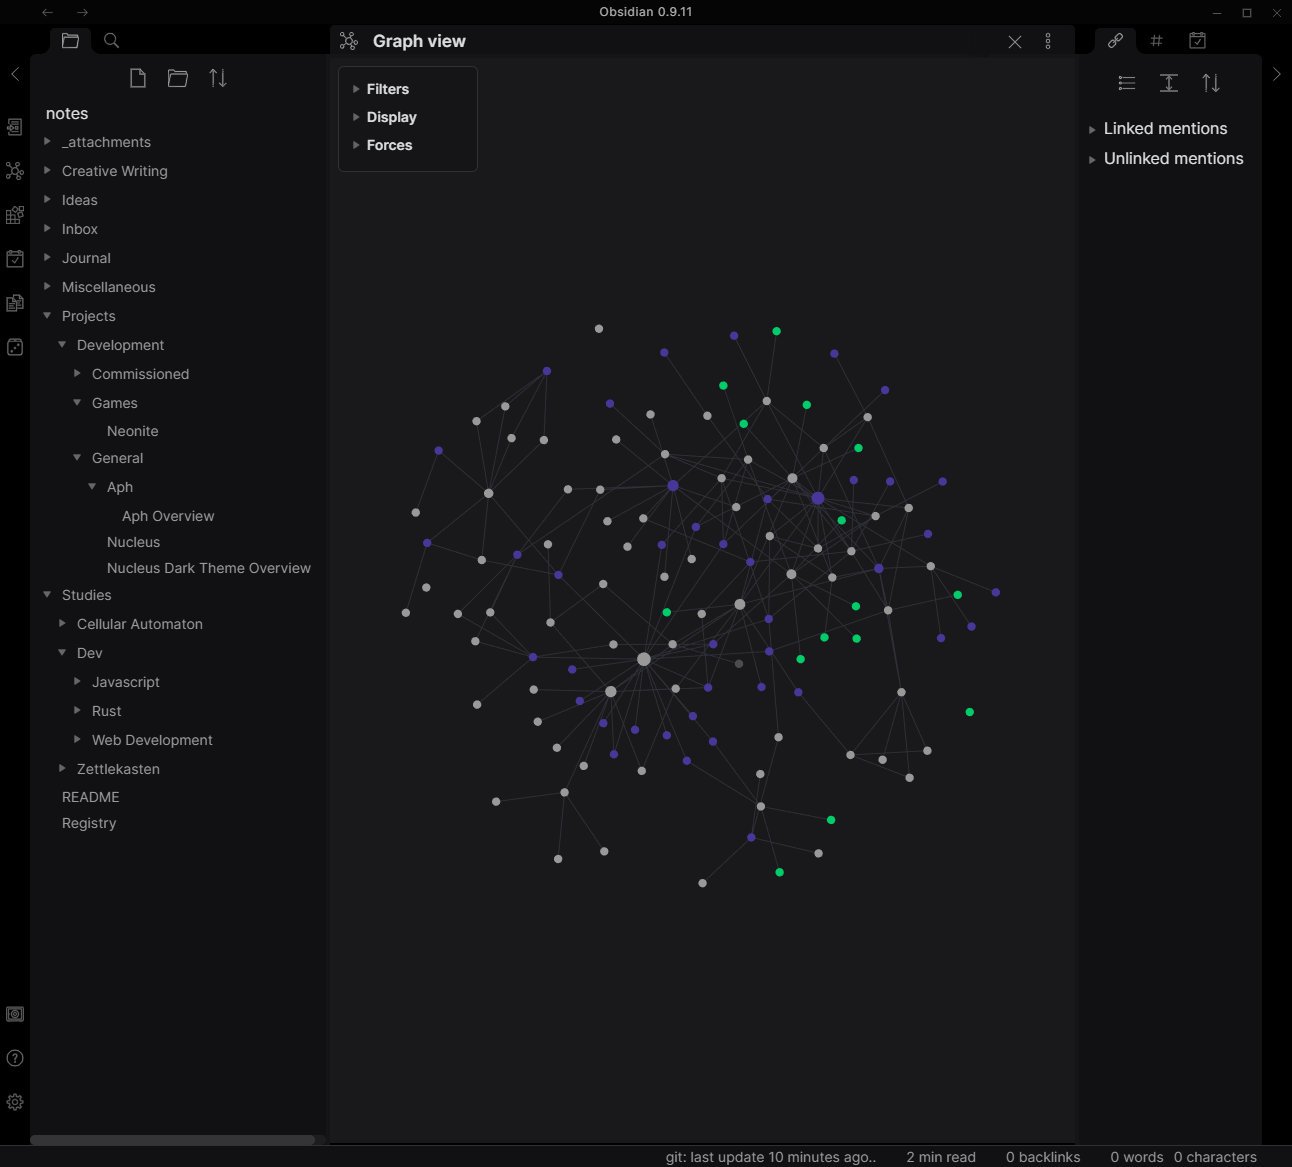 Obsidian 0.9.11
Graph view
Filters
Display
Forces
notes
_attachments
Creative Writing
Ideas
Inbox
Journal
Miscellaneous
Projects
Development
Commissioned
Games
Neonite
General
Aph
Aph Overview
Nucleus
Nucleus Dark Theme Overview
Studies
Cellular Automaton
Dev
Javascript
Rust
Web Development
Zettlekasten
README
Registry
Linked mentions
Unlinked mentions
git: last update 10 minutes ago.. 2 min read 0 backlinks 0 words 0 characters